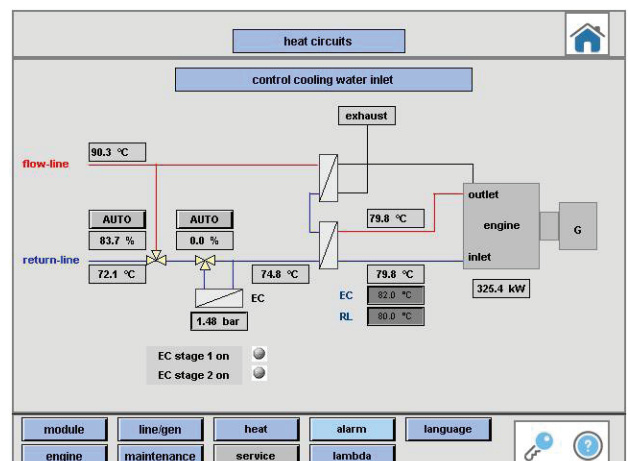 heat circuits
control cooling water inlet
exhaust
90.3 °C
flow-line
outlet
AUTO AUTO
79.8 °C
engine
G
83.7 % 0.0 %
return-line
inlet
72.1 °C 74.8 °C 79.8 °C
EC
EC 82.0 °C
325.4 kW
1.48 bar
RL 80.0 °C
EC stage 1 on
EC stage 2 on
module line/gen heat alarm language
engine maintenance service lambda
?